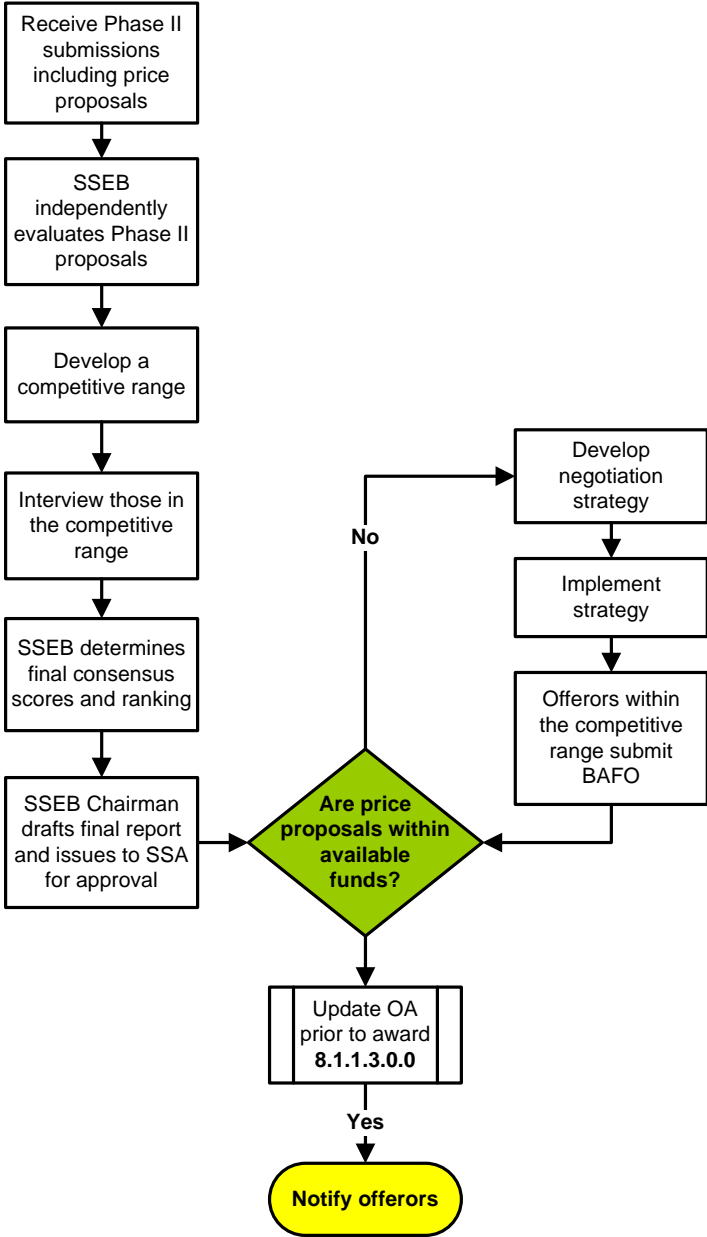 Receive Phase II
submissions
including price
proposals
SSEB
independently
evaluates Phase II
proposals
Develop a
competitive range
Interview those in
the competitive
range
SSEB determines
final consensus
scores and ranking
SSEB Chairman
drafts final report
and issues to SSA
for approval
Are price
proposals within
available
funds?
No
Develop
negotiation
strategy
Implement
strategy
Offerors within
the competitive
range submit
BAFO
Update OA
prior to award
8.1.1.3.0.0
Yes
Notify offerors